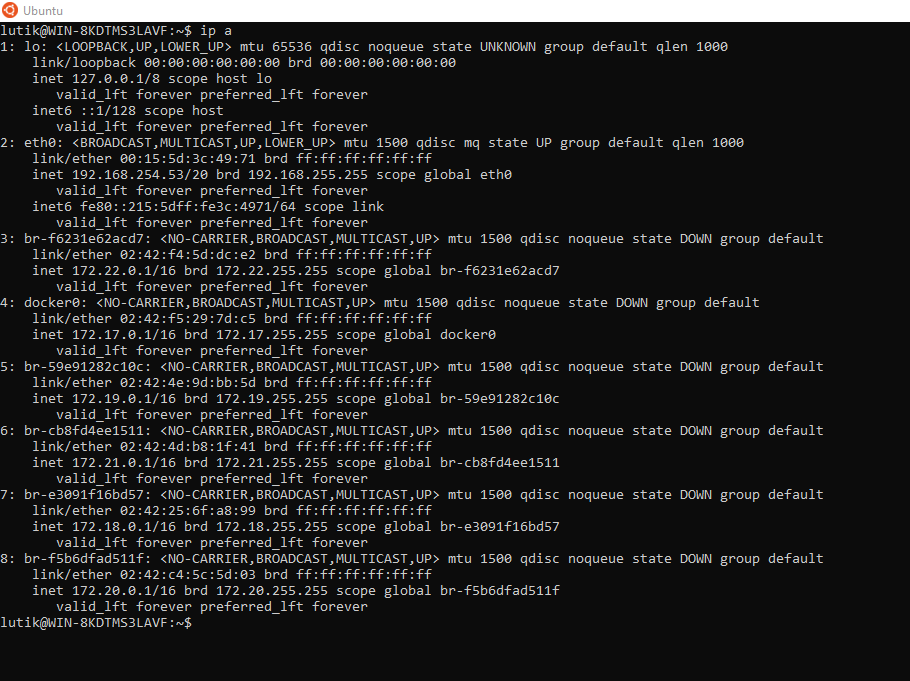 Ubuntu
lutik@WIN-8KDTMS3LAVF:~$ ip a
1: lo: <LOOPBACK,UP,LOWER_UP> mtu 65536 qdisc noqueue state UNKNOWN group default qlen 1000
    link/loopback 00:00:00:00:00:00 brd 00:00:00:00:00:00
    inet 127.0.0.1/8 scope host lo
       valid_lft forever preferred_lft forever
    inet6 ::1/128 scope host
       valid_lft forever preferred_lft forever
2: eth0: <BROADCAST,MULTICAST,UP,LOWER_UP> mtu 1500 qdisc mq state UP group default qlen 1000
    link/ether 00:15:5d:3c:49:71 brd ff:ff:ff:ff:ff:ff
    inet 192.168.254.53/20 brd 192.168.255.255 scope global eth0
       valid_lft forever preferred_lft forever
    inet6 fe80::215:5dff:fe3c:4971/64 scope link
       valid_lft forever preferred_lft forever
3: br-f6231e62acd7: <NO-CARRIER,BROADCAST,MULTICAST,UP> mtu 1500 qdisc noqueue state DOWN group default
    link/ether 02:42:f4:5d:dc:e2 brd ff:ff:ff:ff:ff:ff
    inet 172.22.0.1/16 brd 172.22.255.255 scope global br-f6231e62acd7
       valid_lft forever preferred_lft forever
4: docker0: <NO-CARRIER,BROADCAST,MULTICAST,UP> mtu 1500 qdisc noqueue state DOWN group default
    link/ether 02:42:f5:29:7d:c5 brd ff:ff:ff:ff:ff:ff
    inet 172.17.0.1/16 brd 172.17.255.255 scope global docker0
       valid_lft forever preferred_lft forever
5: br-59e91282c10c: <NO-CARRIER,BROADCAST,MULTICAST,UP> mtu 1500 qdisc noqueue state DOWN group default
    link/ether 02:42:4e:9d:bb:5d brd ff:ff:ff:ff:ff:ff
    inet 172.19.0.1/16 brd 172.19.255.255 scope global br-59e91282c10c
       valid_lft forever preferred_lft forever
6: br-cb8fd4ee1511: <NO-CARRIER,BROADCAST,MULTICAST,UP> mtu 1500 qdisc noqueue state DOWN group default
    link/ether 02:42:4d:b8:1f:41 brd ff:ff:ff:ff:ff:ff
    inet 172.21.0.1/16 brd 172.21.255.255 scope global br-cb8fd4ee1511
       valid_lft forever preferred_lft forever
7: br-e3091f16bd57: <NO-CARRIER,BROADCAST,MULTICAST,UP> mtu 1500 qdisc noqueue state DOWN group default
    link/ether 02:42:25:6f:a8:99 brd ff:ff:ff:ff:ff:ff
    inet 172.18.0.1/16 brd 172.18.255.255 scope global br-e3091f16bd57
       valid_lft forever preferred_lft forever
8: br-f5b6dfad511f: <NO-CARRIER,BROADCAST,MULTICAST,UP> mtu 1500 qdisc noqueue state DOWN group default
    link/ether 02:42:c4:5c:5d:03 brd ff:ff:ff:ff:ff:ff
    inet 172.20.0.1/16 brd 172.20.255.255 scope global br-f5b6dfad511f
       valid_lft forever preferred_lft forever
lutik@WIN-8KDTMS3LAVF:~$